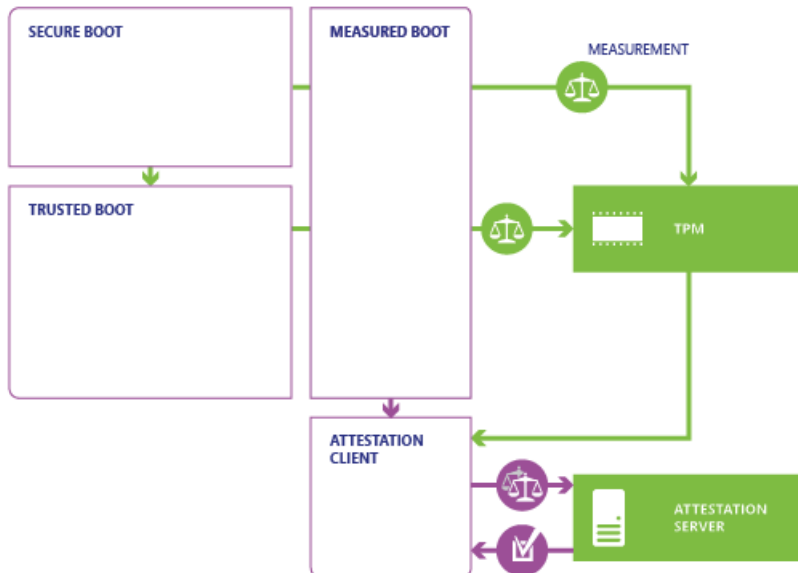 SECURE BOOT
MEASURED BOOT
MEASUREMENT
TRUSTED BOOT
TPM
ATTESTATION
CLIENT
ATTESTATION
SERVER